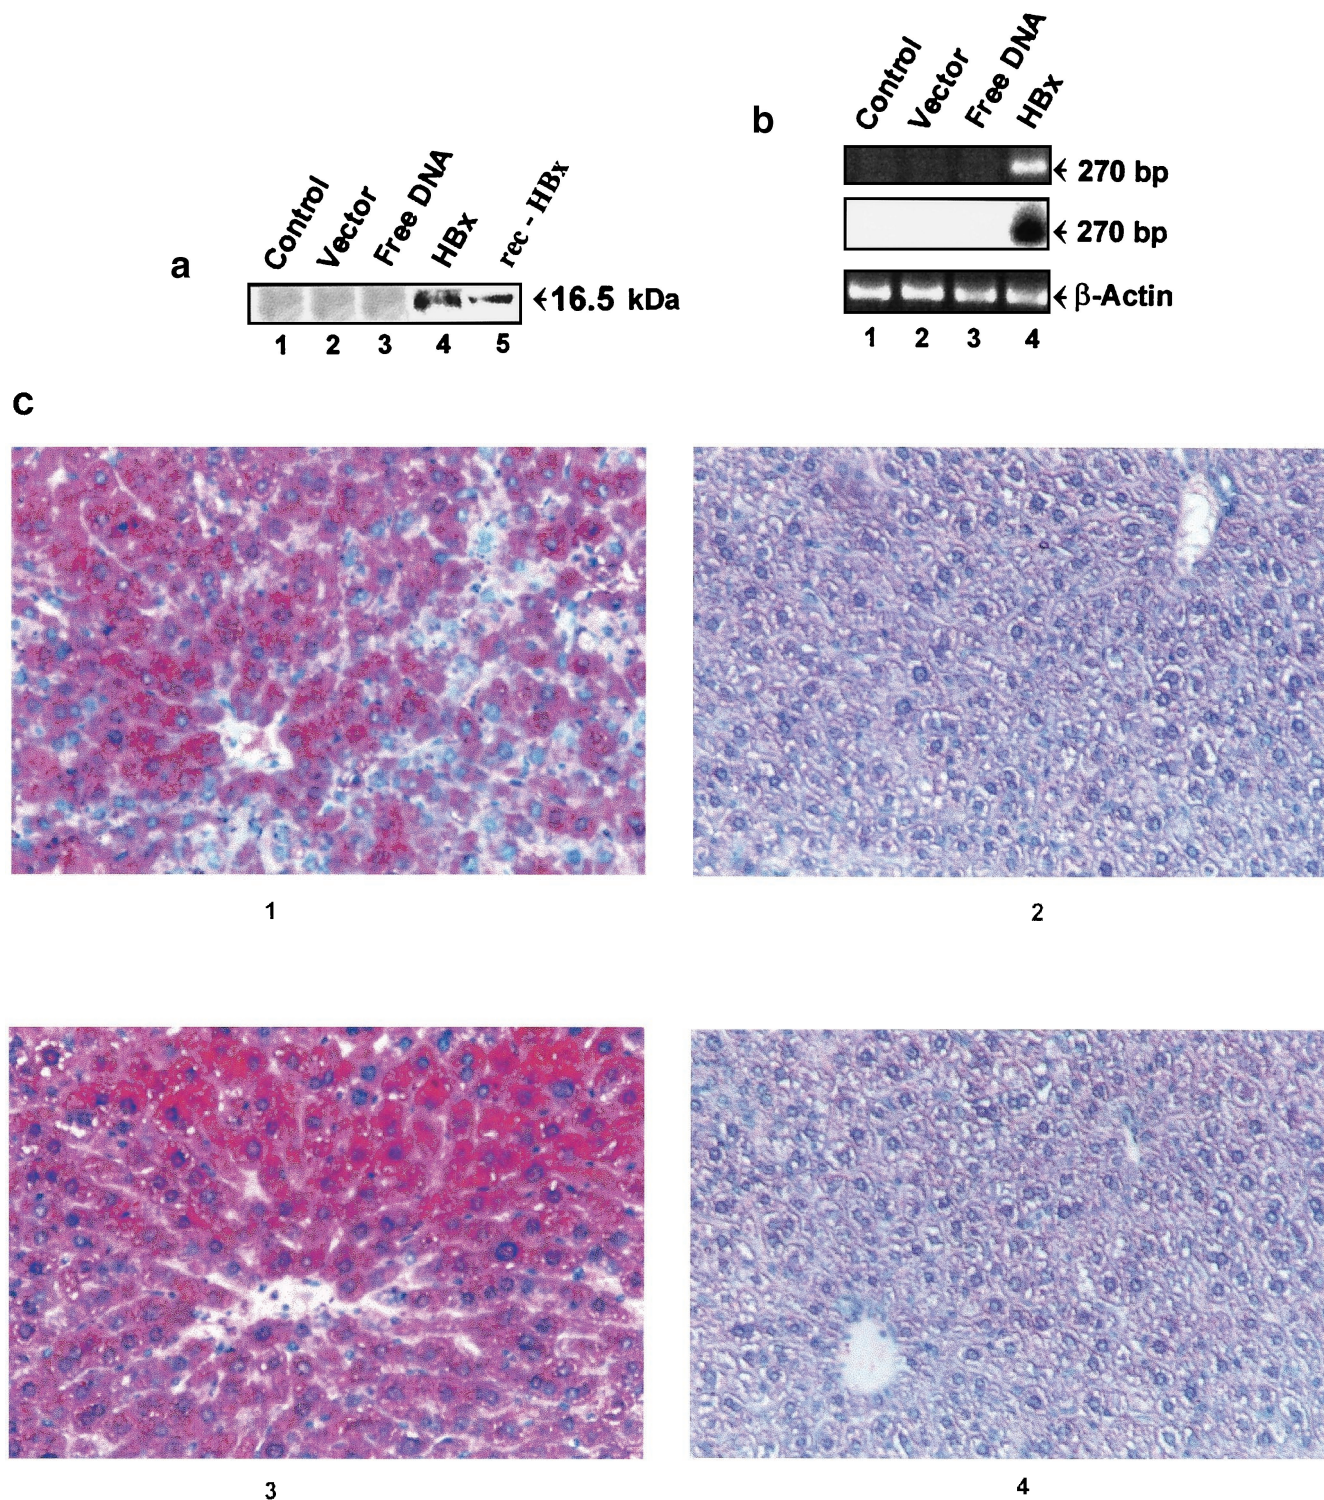 a
Control
Vector
Free DNA
HBx
rec - HBx
16.5 kDa
1 2 3 4 5
b
Control
Vector
Free DNA
HBx
270 bp
270 bp
β-Actin
1 2 3 4
c
1
2
3
4